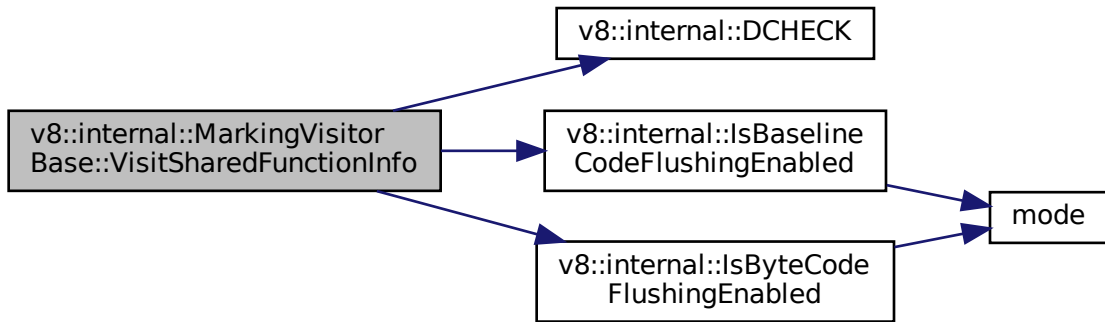 v8::internal::DCHECK
v8::internal::MarkingVisitor
Base::VisitSharedFunctionInfo
v8::internal::IsBaseline
CodeFlushingEnabled
mode
v8::internal::IsByteCode
FlushingEnabled